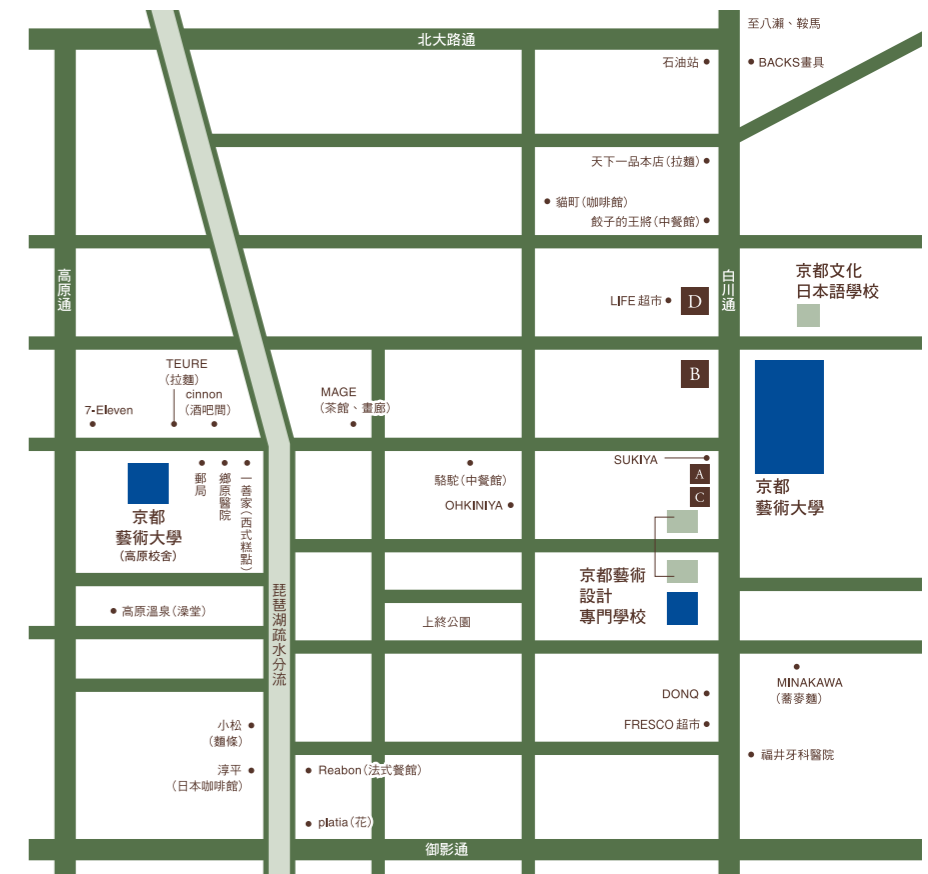 至八瀨、鞍馬
北大路通
石油站
BACKS畫具
天下一品本店(拉麵)
貓町(咖啡館)
餃子的王將(中餐館)
高原通
白川通
京都文化
日本語學校
LIFE 超市
D
TEURE
(拉麵)
cinnon
(酒吧間)
7-Eleven
MAGE
(茶館、畫廊)
B
SUKIYA
A
C
郵局
鄉原醫院
一善家(西式糕點)
駱駝(中餐館)
OHKINIYA
京都
藝術大學
京都
藝術大學
(高原校舍)
京都藝術
設計
專門學校
琵琶湖疏水分流
高原溫泉(澡堂)
上終公園
MINAKAWA
(蕎麥麵)
DONQ
FRESCO 超市
小松
(麵條)
福井牙科醫院
淳平
(日本咖啡館)
Reabon(法式餐館)
platia(花)
御影通